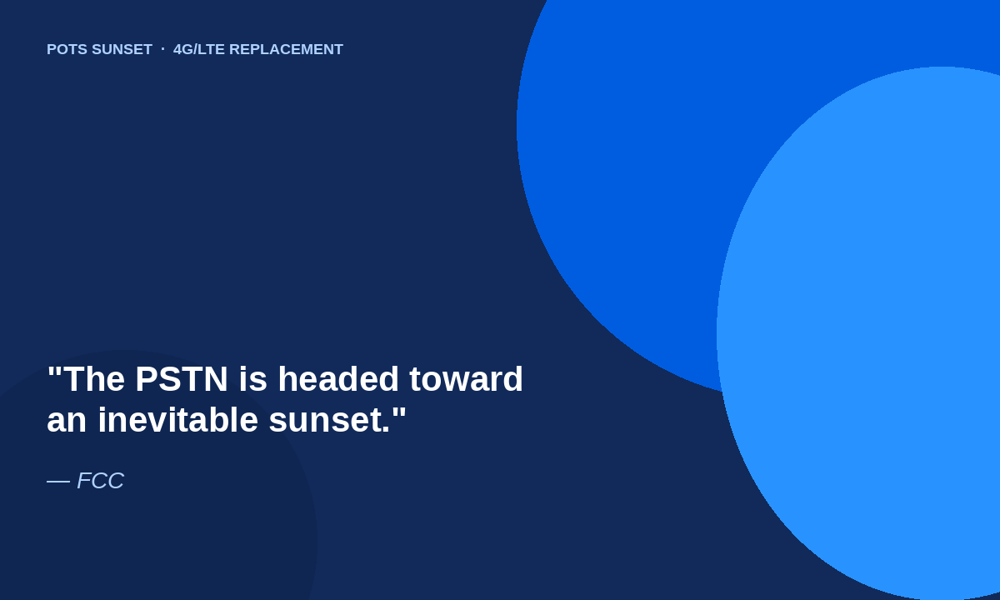 POTS SUNSET · 4G/LTE REPLACEMENT
"The PSTN is headed toward
an inevitable sunset."
— FCC